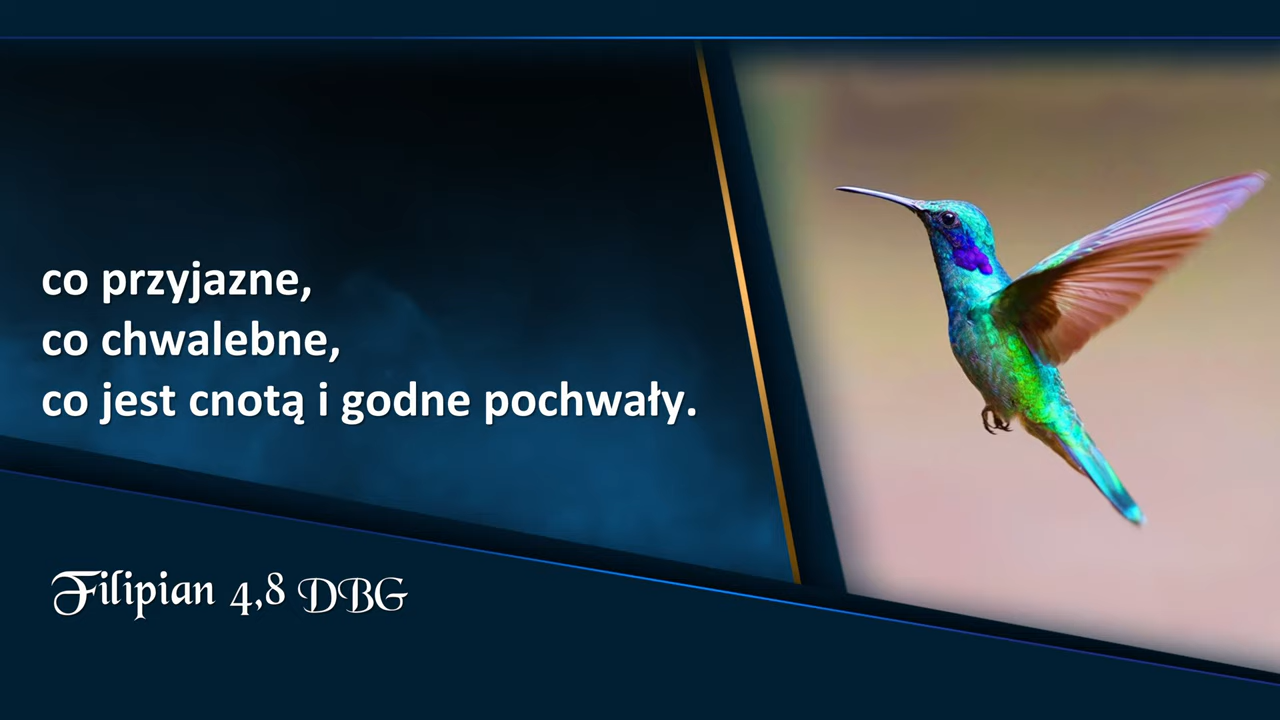 co przyjazne,
co chwalebne,
co jest cnotą i godne pochwały.
Filipian 4,8 DBG